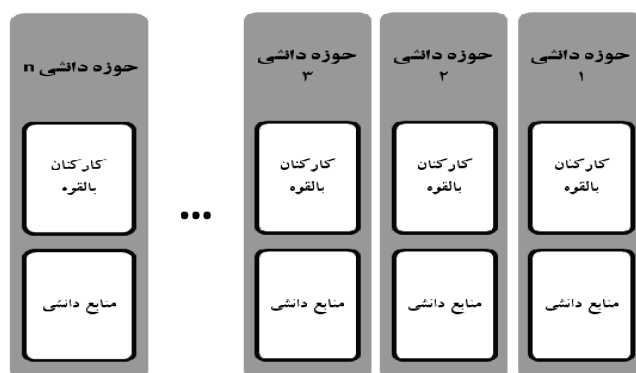 حوزه دانشی
۱
کارکنان
بالقوه
منابع دانشی
حوزه دانشی
۲
کارکنان
بالقوه
منابع دانشی
حوزه دانشی
۳
کارکنان
بالقوه
منابع دانشی
...
حوزه دانشی n
کارکنان
بالقوه
منابع دانشی